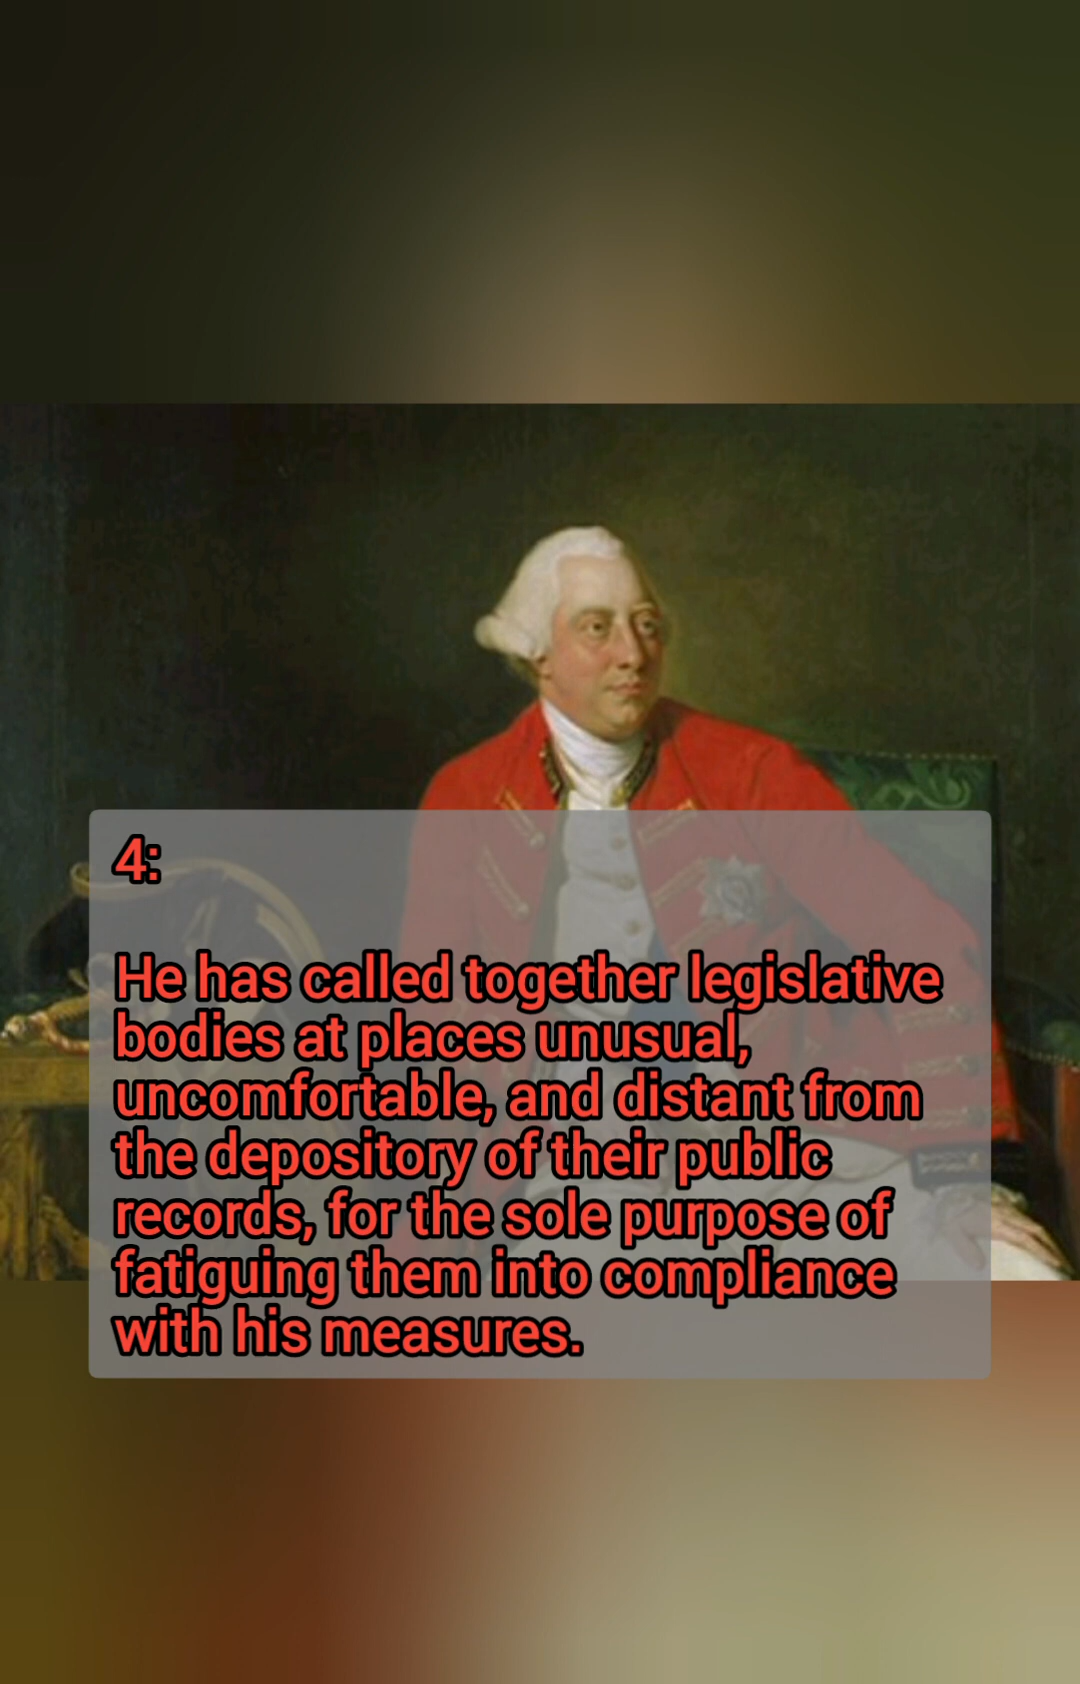 4:
He has called together legislative
bodies at places unusual,
uncomfortable, and distant from
the depository of their public
records, for the sole purpose of
fatiguing them into compliance
with his measures.